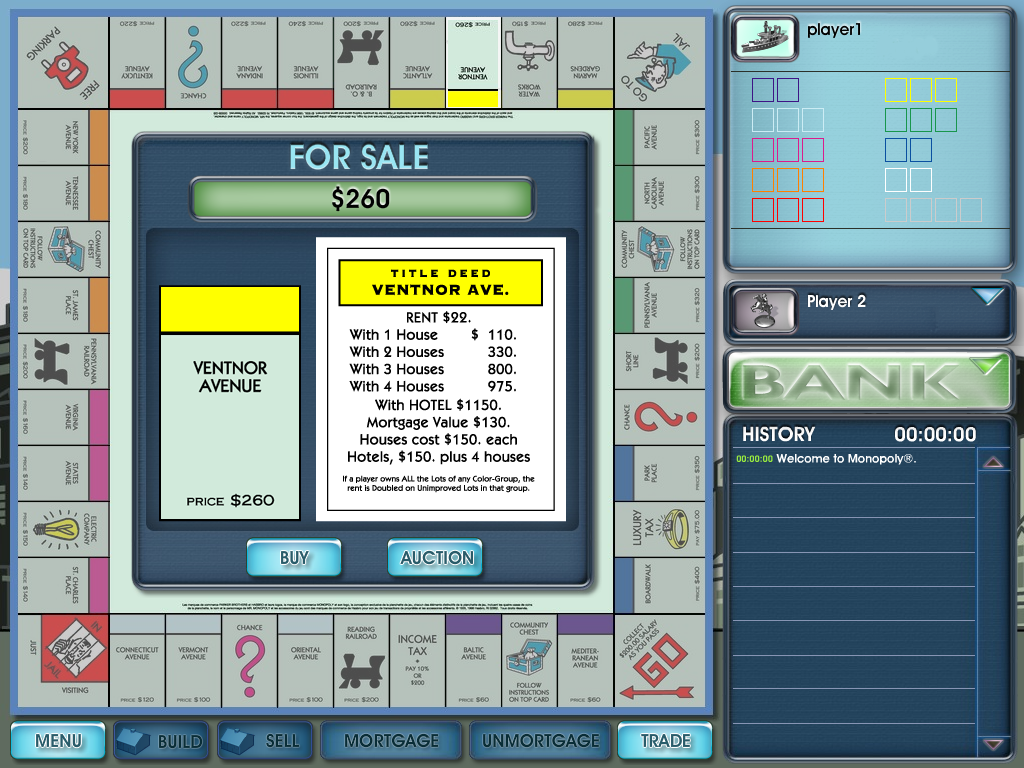 FREE
PARKING
KENTUCKY
AVENUE
PRICE $220
CHANCE
INDIANA
AVENUE
PRICE $220
ILLINOIS
AVENUE
PRICE $240
B. & O.
RAILROAD
PRICE $200
ATLANTIC
AVENUE
PRICE $260
VENTNOR
AVENUE
PRICE $260
WATER
WORKS
PRICE $150
MARVIN
GARDENS
PRICE $280
GO TO
JAIL
NEW YORK
AVENUE
PRICE $200
TENNESSEE
AVENUE
PRICE $180
COMMUNITY
CHEST
FOLLOW
INSTRUCTIONS
ON TOP CARD
ST. JAMES
PLACE
PRICE $180
PENNSYLVANIA
RAILROAD
PRICE $200
VIRGINIA
AVENUE
PRICE $160
STATES
AVENUE
PRICE $140
ELECTRIC
COMPANY
PRICE $150
ST. CHARLES
PLACE
PRICE $140
FOR SALE
$260
VENTNOR
AVENUE
PRICE $260
TITLE DEED
VENTNOR AVE.
RENT $22.
With 1 House $ 110.
With 2 Houses 330.
With 3 Houses 800.
With 4 Houses 975.
With HOTEL $1150.
Mortgage Value $130.
Houses cost $150. each
Hotels, $150. plus 4 houses
If a player owns ALL the Lots of any Color-Group, the
rent is Doubled on Unimproved Lots in that group.
BUY
AUCTION
PACIFIC
AVENUE
PRICE $300
NORTH
CAROLINA
AVENUE
PRICE $300
COMMUNITY
CHEST
FOLLOW
INSTRUCTIONS
ON TOP CARD
PENNSYLVANIA
AVENUE
PRICE $320
SHORT
LINE
PRICE $200
CHANCE
PARK
PLACE
PRICE $350
LUXURY
TAX
PAY $75.00
BOARDWALK
PRICE $400
JUST
IN
JAIL
VISITING
CONNECTICUT
AVENUE
PRICE $120
VERMONT
AVENUE
PRICE $100
CHANCE
ORIENTAL
AVENUE
PRICE $100
READING
RAILROAD
PRICE $200
INCOME
TAX
PAY 10%
OR
$200
BALTIC
AVENUE
PRICE $60
COMMUNITY
CHEST
FOLLOW
INSTRUCTIONS
ON TOP CARD
MEDITER-
RANEAN
AVENUE
PRICE $60
COLLECT
$200.00 SALARY
AS YOU PASS
GO
MENU
BUILD
SELL
MORTGAGE
UNMORTGAGE
TRADE
player1
Player 2
BANK
HISTORY 00:00:00
00:00:00 Welcome to Monopoly®.